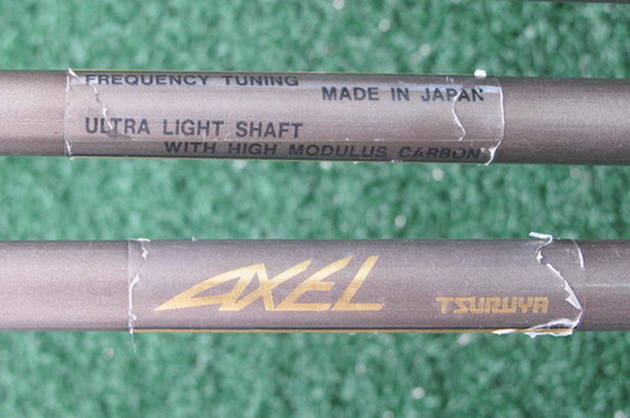 FREQUENCY TUNING
MADE IN JAPAN
ULTRA LIGHT SHAFT
WITH HIGH MODULUS CARBON
AXEL TSURUYA